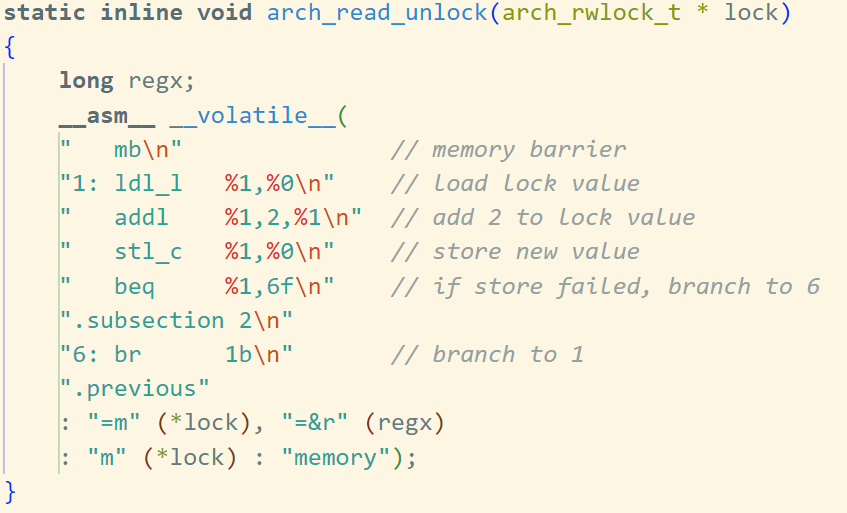 static inline void arch_read_unlock(arch_rwlock_t * lock)
{
    long regx;
    __asm__ __volatile__(
    "   mb\n"               // memory barrier
    "1: ldl_l   %1,%0\n"    // load lock value
    "   addl    %1,2,%1\n"  // add 2 to lock value
    "   stl_c   %1,%0\n"    // store new value
    "   beq     %1,6f\n"    // if store failed, branch to 6
    ".subsection 2\n"
    "6: br      1b\n"       // branch to 1
    ".previous"
    : "=m" (*lock), "=&r" (regx)
    : "m" (*lock) : "memory");
}